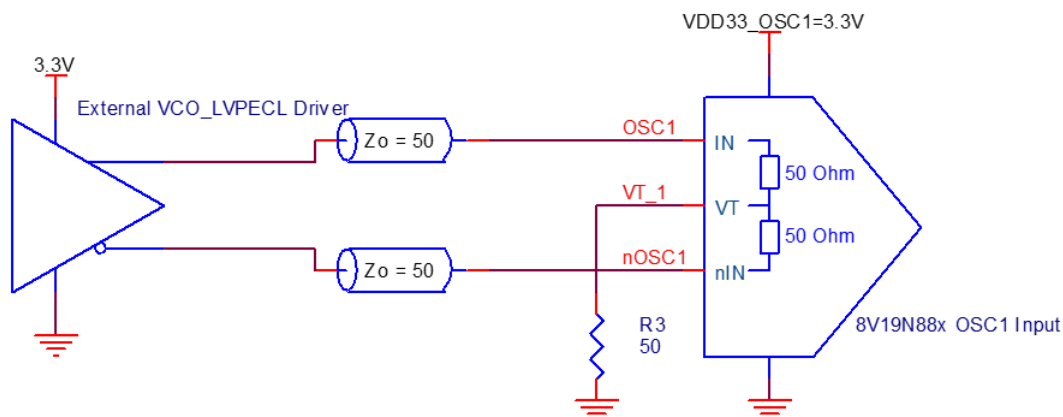 VDD33_OSC1=3.3V
3.3V
External VCO_LVPECL Driver
Zo = 50
OSC1
IN
50 Ohm
VT_1
VT
50 Ohm
Zo = 50
nOSC1
nIN
R3
50
8V19N88x OSC1 Input